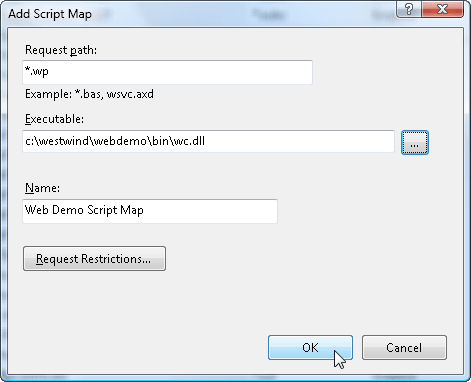 Add Script Map
Request path:
*.wp
Example: *.bas, wsvc.axd
Executable:
c:\westwind\webdemo\bin\wc.dll
...
Name:
Web Demo Script Map
Request Restrictions...
OK
Cancel